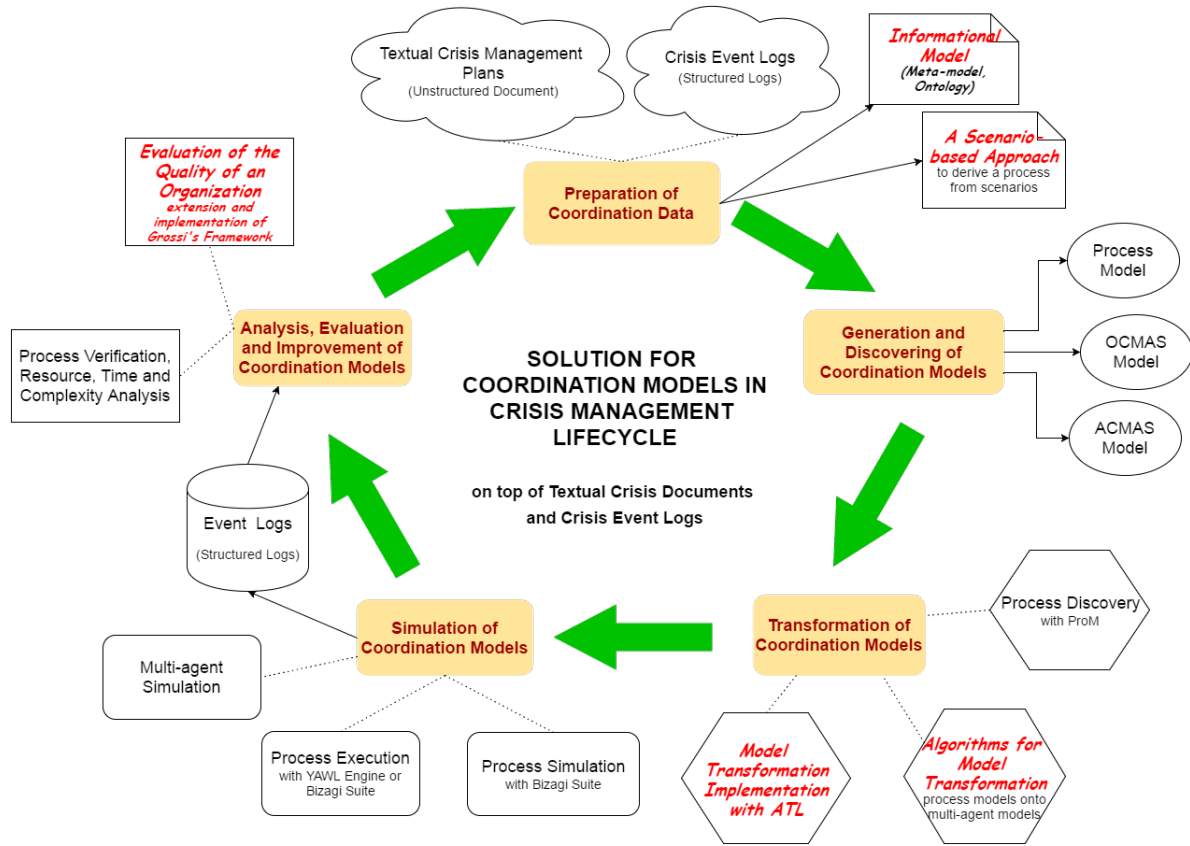 Textual Crisis Management
Plans
(Unstructured Document)
Crisis Event Logs
(Structured Logs)
Informational
Model
(Meta-model,
Ontology)
A Scenario-
based Approach
to derive a process
from scenarios
Evaluation of the
Quality of an
Organization
extension and
implementation of
Grossi's Framework
Preparation of
Coordination Data
Process
Model
OCMAS
Model
ACMAS
Model
Generation and
Discovering of
Coordination Models
Analysis, Evaluation
and Improvement of
Coordination Models
Process Verification,
Resource, Time and
Complexity Analysis
SOLUTION FOR
COORDINATION MODELS IN
CRISIS MANAGEMENT
LIFECYCLE
on top of Textual Crisis Documents
and Crisis Event Logs
Event Logs
(Structured Logs)
Simulation of
Coordination Models
Transformation of
Coordination Models
Process Discovery
with ProM
Multi-agent
Simulation
Process Execution
with YAWL Engine or
Bizagi Suite
Process Simulation
with Bizagi Suite
Model
Transformation
Implementation
with ATL
Algorithms for
Model
Transformation
process models onto
multi-agent models